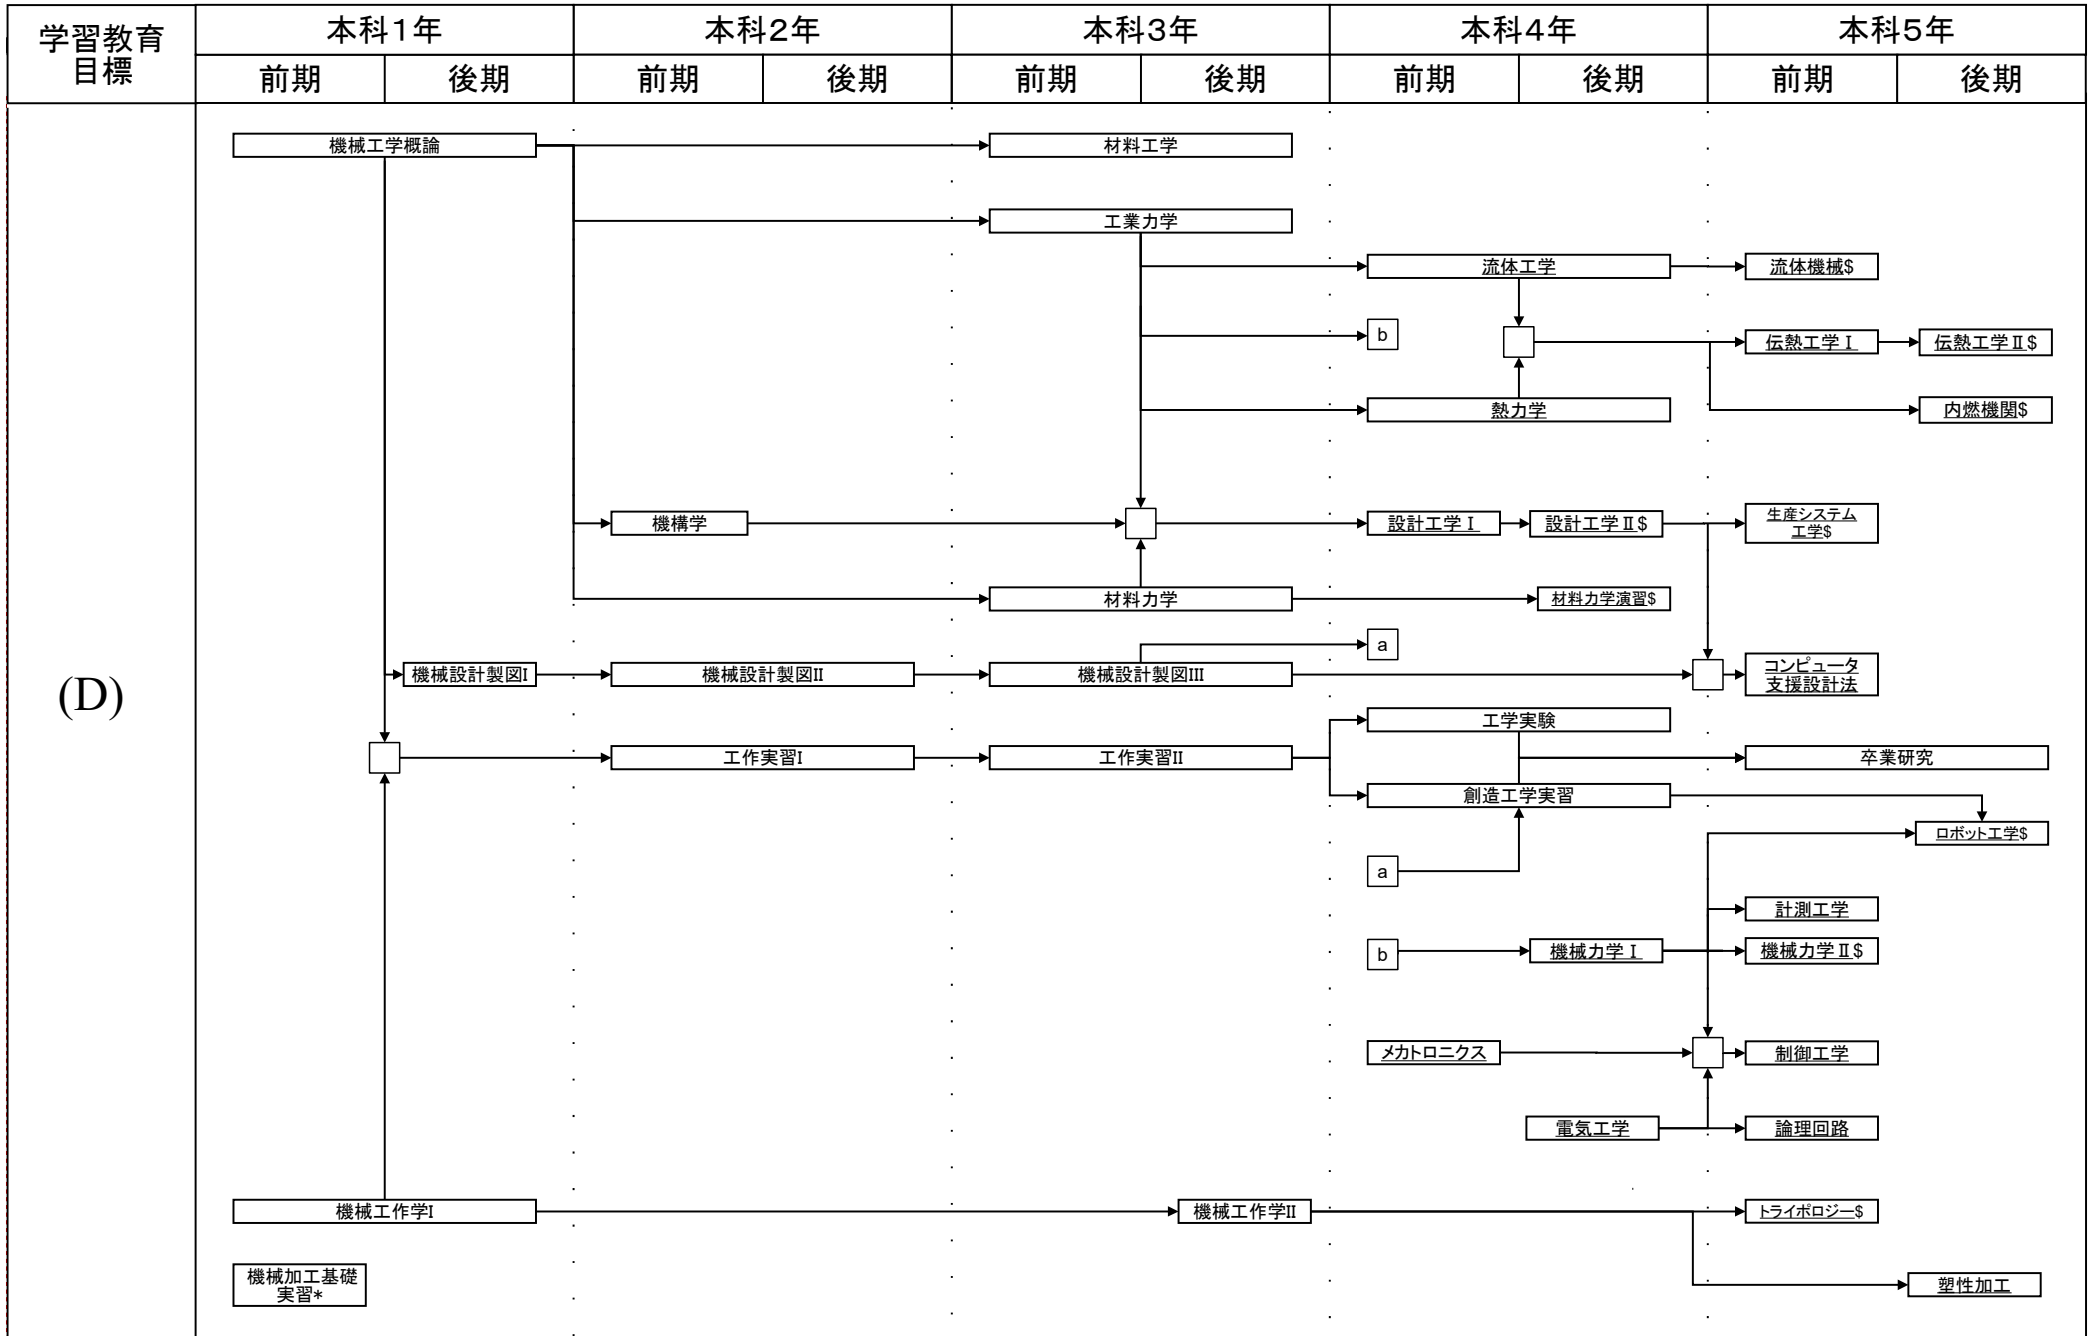 学習教育
目標
本科1年
本科2年
本科3年
本科4年
本科5年
前期
後期
前期
後期
前期
後期
前期
後期
前期
後期
(D)
機械工学概論
材料工学
工業力学
流体工学
流体機械$
b
伝熱工学Ⅰ
伝熱工学Ⅱ$
熱力学
内燃機関$
機構学
設計工学Ⅰ
設計工学Ⅱ$
生産システム
工学$
材料力学
材料力学演習$
a
機械設計製図I
機械設計製図II
機械設計製図III
コンピュータ
支援設計法
工学実験
工作実習I
工作実習II
卒業研究
創造工学実習
ロボット工学$
a
計測工学
b
機械力学Ⅰ
機械力学Ⅱ$
メカトロニクス
制御工学
電気工学
論理回路
機械工作学I
機械工作学II
トライボロジー$
機械加工基礎
実習*
塑性加工